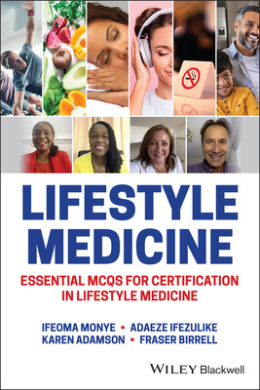 LIFESTYLE
MEDICINE
ESSENTIAL MCQS FOR CERTIFICATION
IN LIFESTYLE MEDICINE
IFEOMA MONYE • ADAEZE IFEZULIKE
KAREN ADAMSON • FRASER BIRRELL
WILEY Blackwell